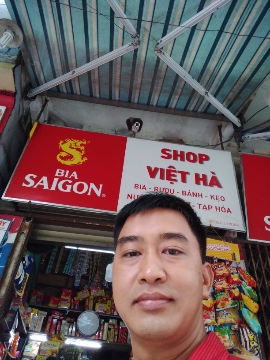 BIA
SAIGON
SHOP
VIỆT HÀ
BIA - RƯỢU - BÁNH - KẸO
TẠP HÓA